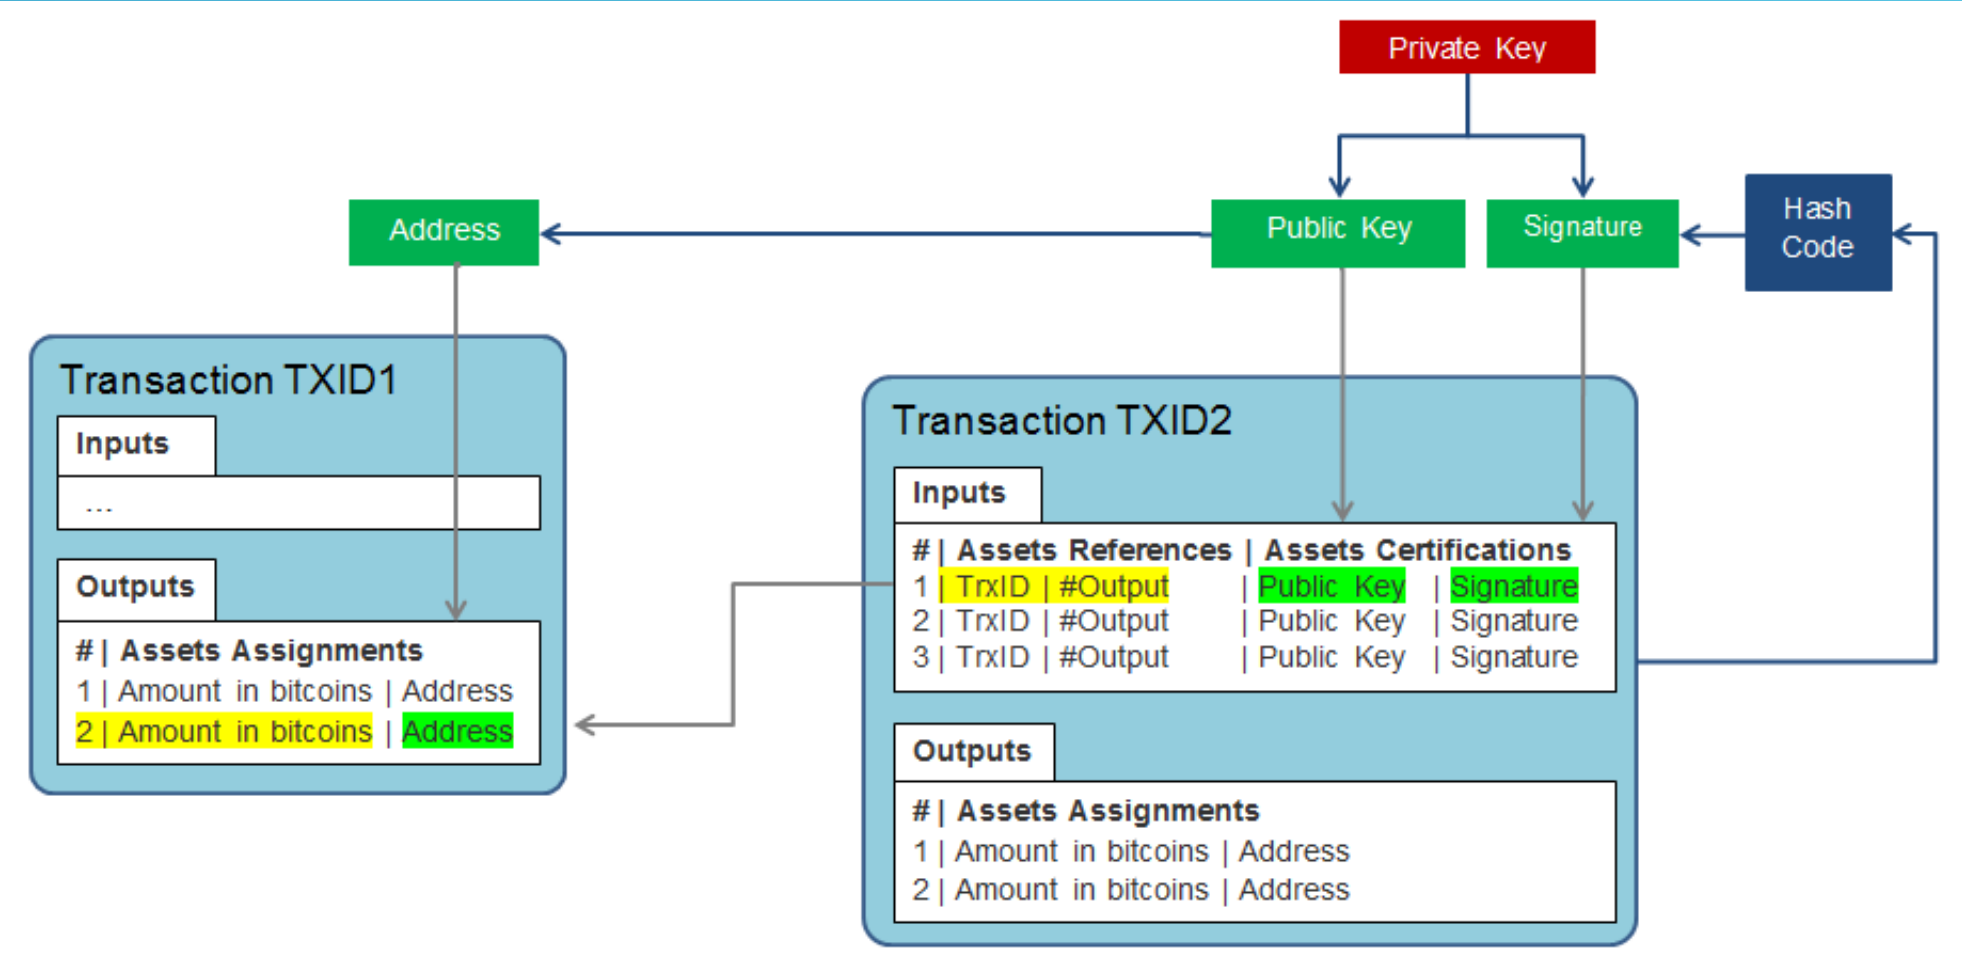 Private Key
Address
Public Key
Signature
Hash
Code
Transaction TXID1
Inputs
...
Outputs
# | Assets Assignments
1 | Amount in bitcoins | Address
2 | Amount in bitcoins | Address
Transaction TXID2
Inputs
# | Assets References | Assets Certifications
1 | TrxID | #Output | Public Key | Signature
2 | TrxID | #Output | Public Key | Signature
3 | TrxID | #Output | Public Key | Signature
Outputs
# | Assets Assignments
1 | Amount in bitcoins | Address
2 | Amount in bitcoins | Address